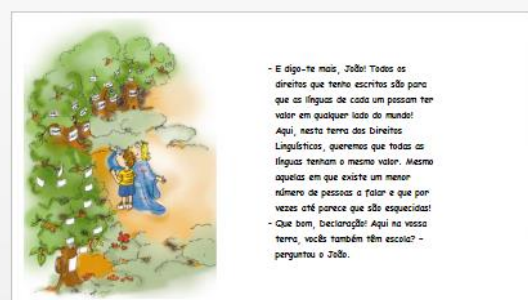 - E digo-te mais, João! Todos os
direitos que tenho escritos são para
que as línguas de cada um possam ter
valor em qualquer lado do mundo!
Aqui, nesta terra dos Direitos
Linguísticos, queremos que todas as
línguas tenham o mesmo valor. Mesmo
aquelas em que existe um menor
número de pessoas a falar e que por
vezes até parece que são esquecidas!
- Que bom, Declaração! Aqui na vossa
terra, vocês também têm escola? –
perguntou o João.